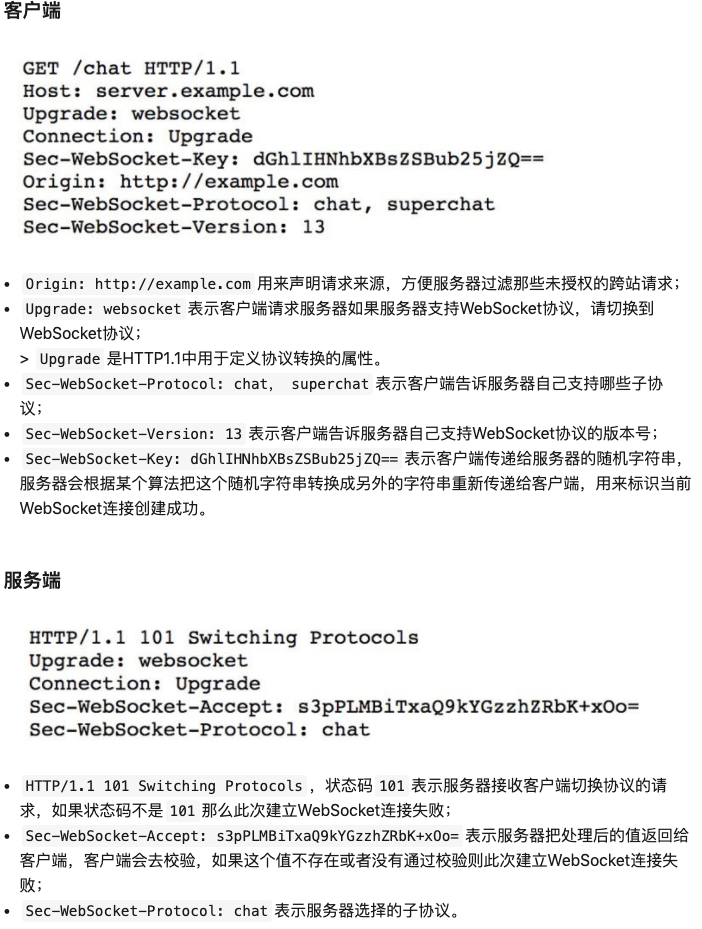 客户端
GET /chat HTTP/1.1
Host: server.example.com
Upgrade: websocket
Connection: Upgrade
Sec-WebSocket-Key: dGhlIHNhbXBsZSBub25jZQ==
Origin: http://example.com
Sec-WebSocket-Protocol: chat, superchat
Sec-WebSocket-Version: 13
• Origin: http://example.com 用来声明请求来源，方便服务器过滤那些未授权的跨站请求；
• Upgrade: websocket 表示客户端请求服务器如果服务器支持WebSocket协议，请切换到
WebSocket协议；
> Upgrade 是HTTP1.1中用于定义协议转换的属性。
• Sec-WebSocket-Protocol: chat, superchat 表示客户端告诉服务器自己支持哪些子协
议；
• Sec-WebSocket-Version: 13 表示客户端告诉服务器自己支持WebSocket协议的版本号；
• Sec-WebSocket-Key: dGhlIHNhbXBsZSBub25jZQ== 表示客户端传递给服务器的随机字符串，
服务器会根据某个算法把这个随机字符串转换成另外的字符串重新传递给客户端，用来标识当前
WebSocket连接创建成功。
服务端
HTTP/1.1 101 Switching Protocols
Upgrade: websocket
Connection: Upgrade
Sec-WebSocket-Accept: s3pPLMBiTxaQ9kYGzzhZRbK+xOo=
Sec-WebSocket-Protocol: chat
• HTTP/1.1 101 Switching Protocols ，状态码 101 表示服务器接收客户端切换协议的请
求，如果状态码不是 101 那么此次建立WebSocket连接失败；
• Sec-WebSocket-Accept: s3pPLMBiTxaQ9kYGzzhZRbK+xOo= 表示服务器把处理后的值返回给
客户端，客户端会去校验，如果这个值不存在或者没有通过校验则此次建立WebSocket连接失
败；
• Sec-WebSocket-Protocol: chat 表示服务器选择的子协议。